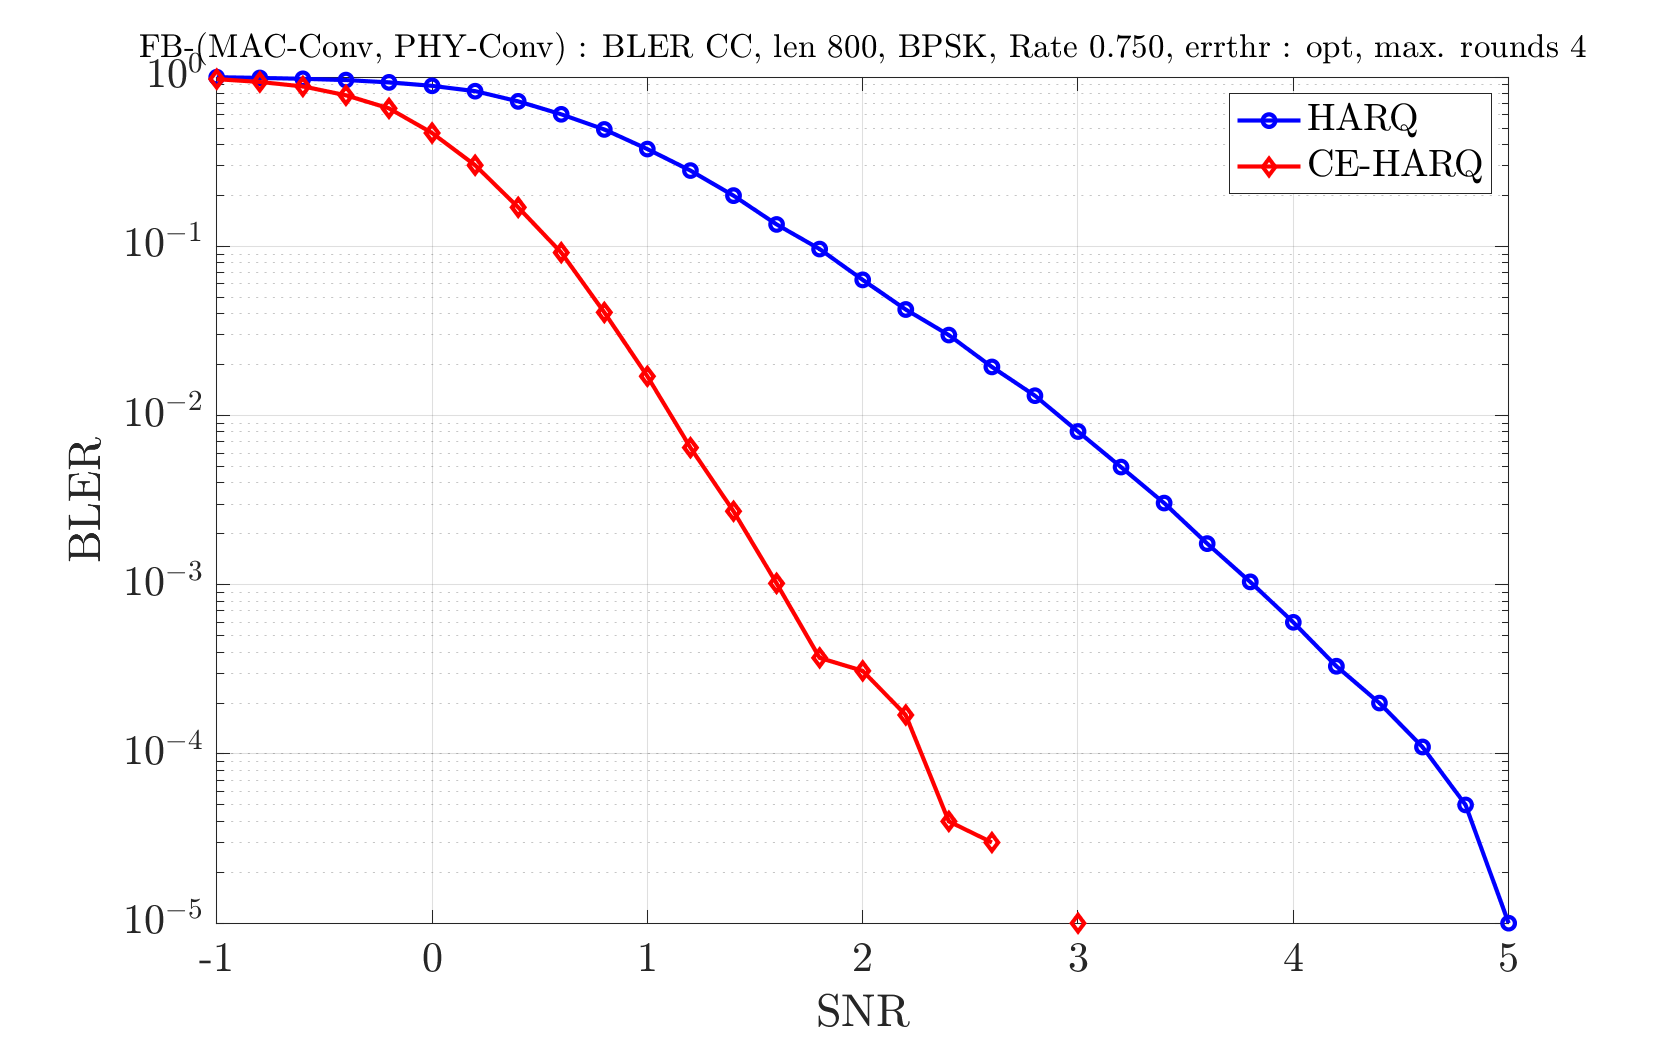 FB-(MAC-Conv, PHY-Conv) : BLER CC, len 800, BPSK, Rate 0.750, errthr : opt, max. rounds 4
10^0
HARQ
CE-HARQ
10^{-1}
10^{-2}
BLER
10^{-3}
10^{-4}
10^{-5}
-1 0 1 2 3 4 5
SNR